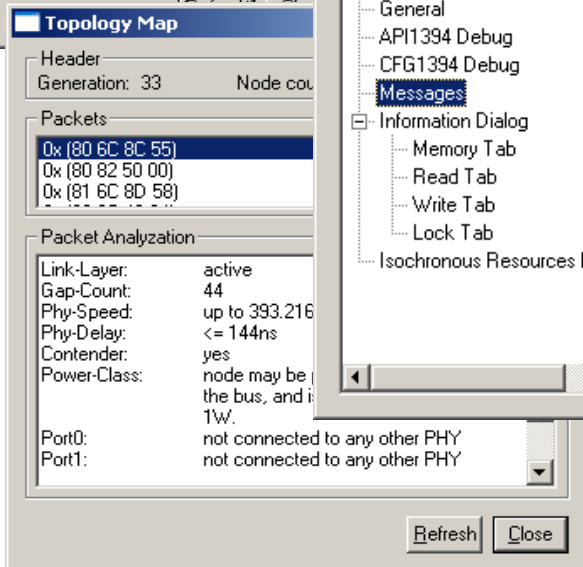 Topology Map
Header
Generation: 33 Node
Packets
0x (80 6C 8C 55)
0x (80 82 50 00)
0x (81 6C 8D 58)
Packet Analyzation
Link-Layer: active
Gap-Count: 44
Phy-Speed: up to 393.216
Phy-Delay: <= 144ns
Contender: yes
Power-Class: node may be
the bus, and
1W.
Port0: not connected to any other PHY
Port1: not connected to any other PHY
Refresh Close
General
API1394 Debug
CFG1394 Debug
Messages
Information Dialog
Memory Tab
Read Tab
Write Tab
Lock Tab
Isochronous Resources